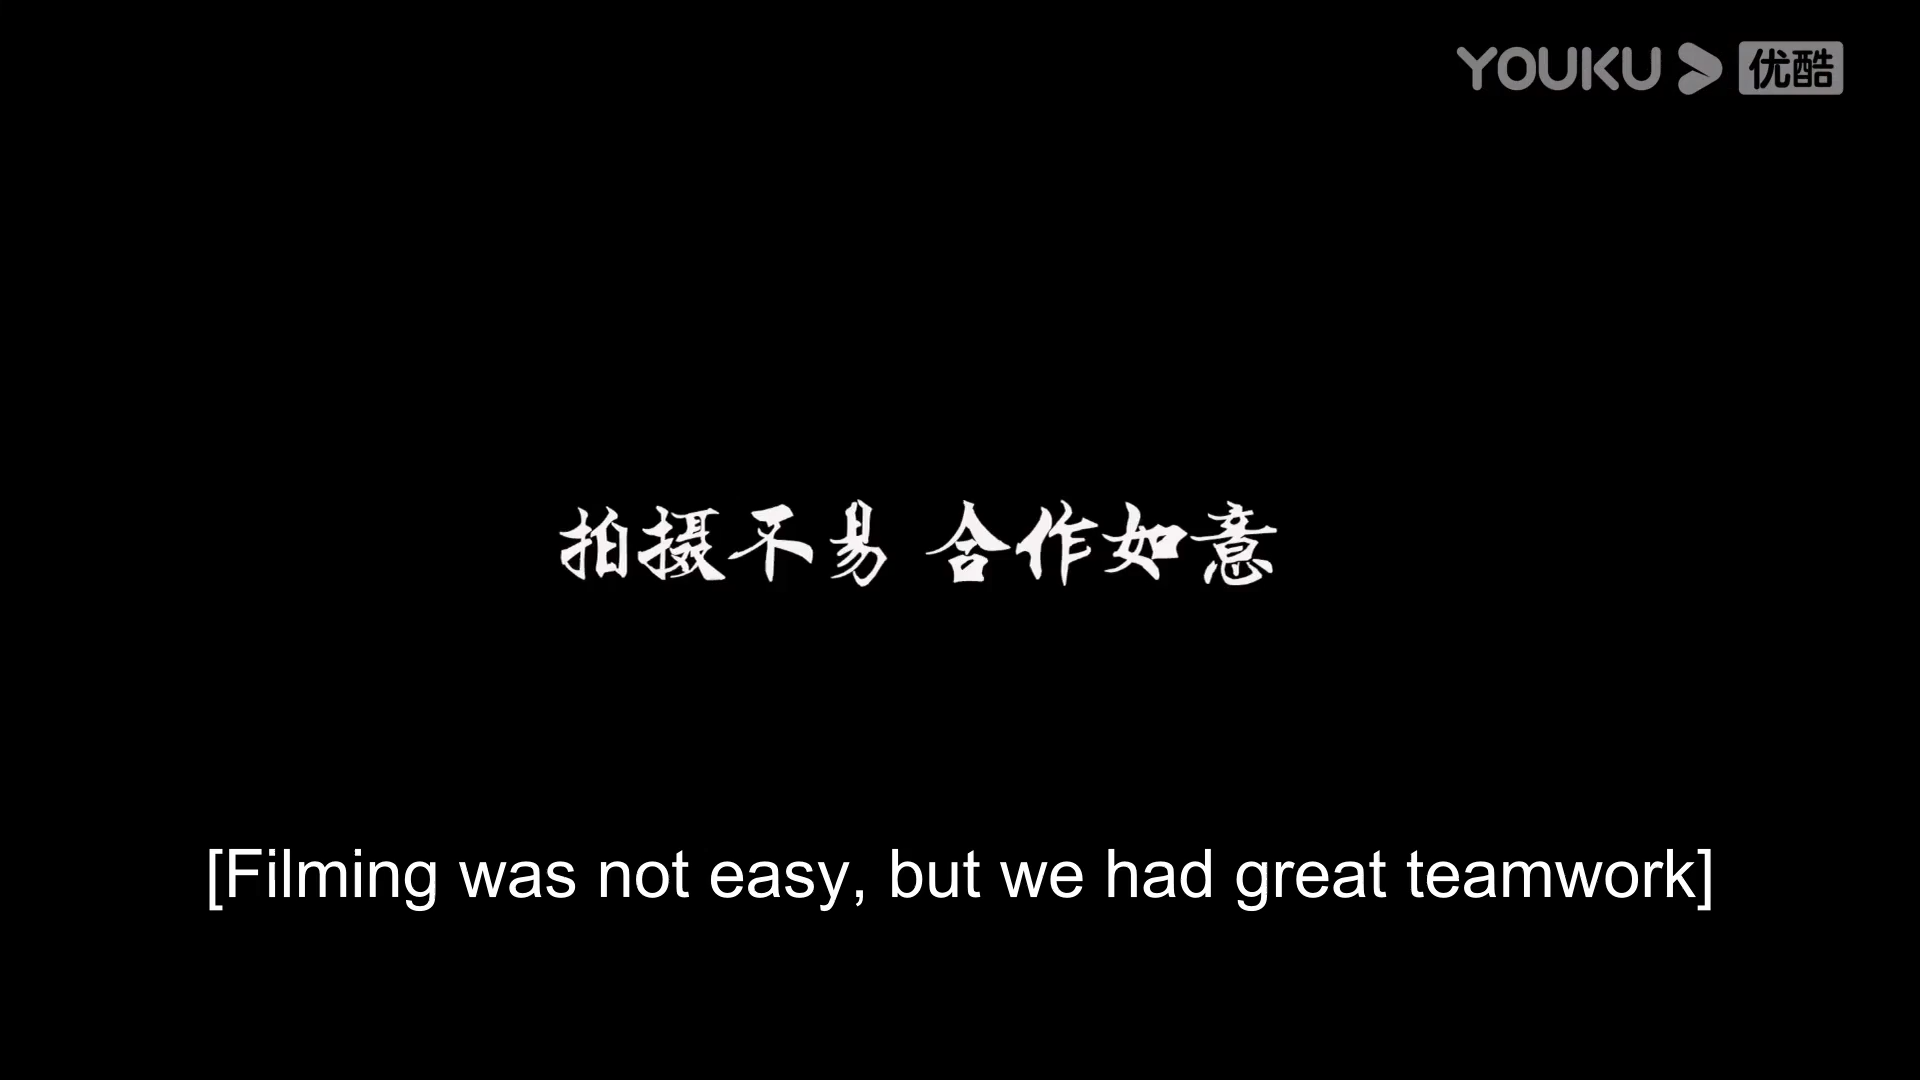 YOUKU 优酷
拍摄不易 合作如意
[Filming was not easy, but we had great teamwork]